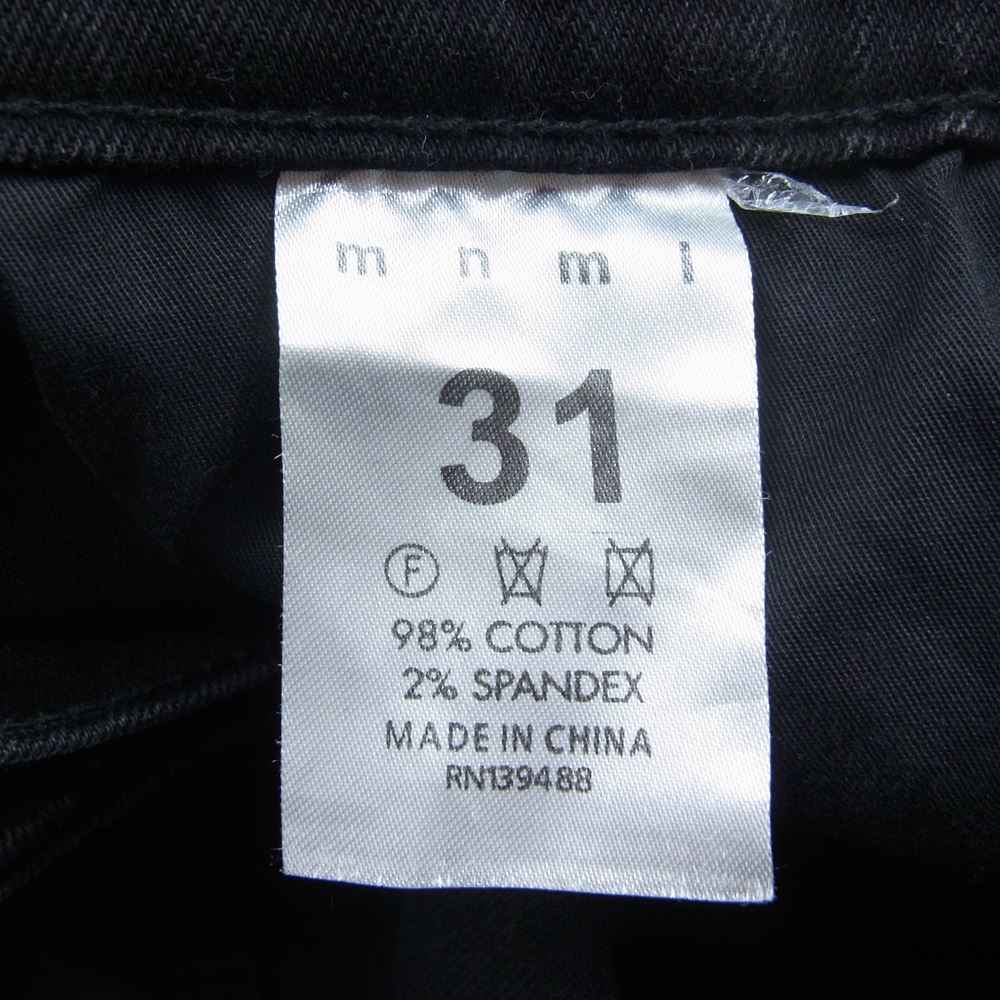 m n m l
31
F
98% COTTON
2% SPANDEX
MADE IN CHINA
RN139488